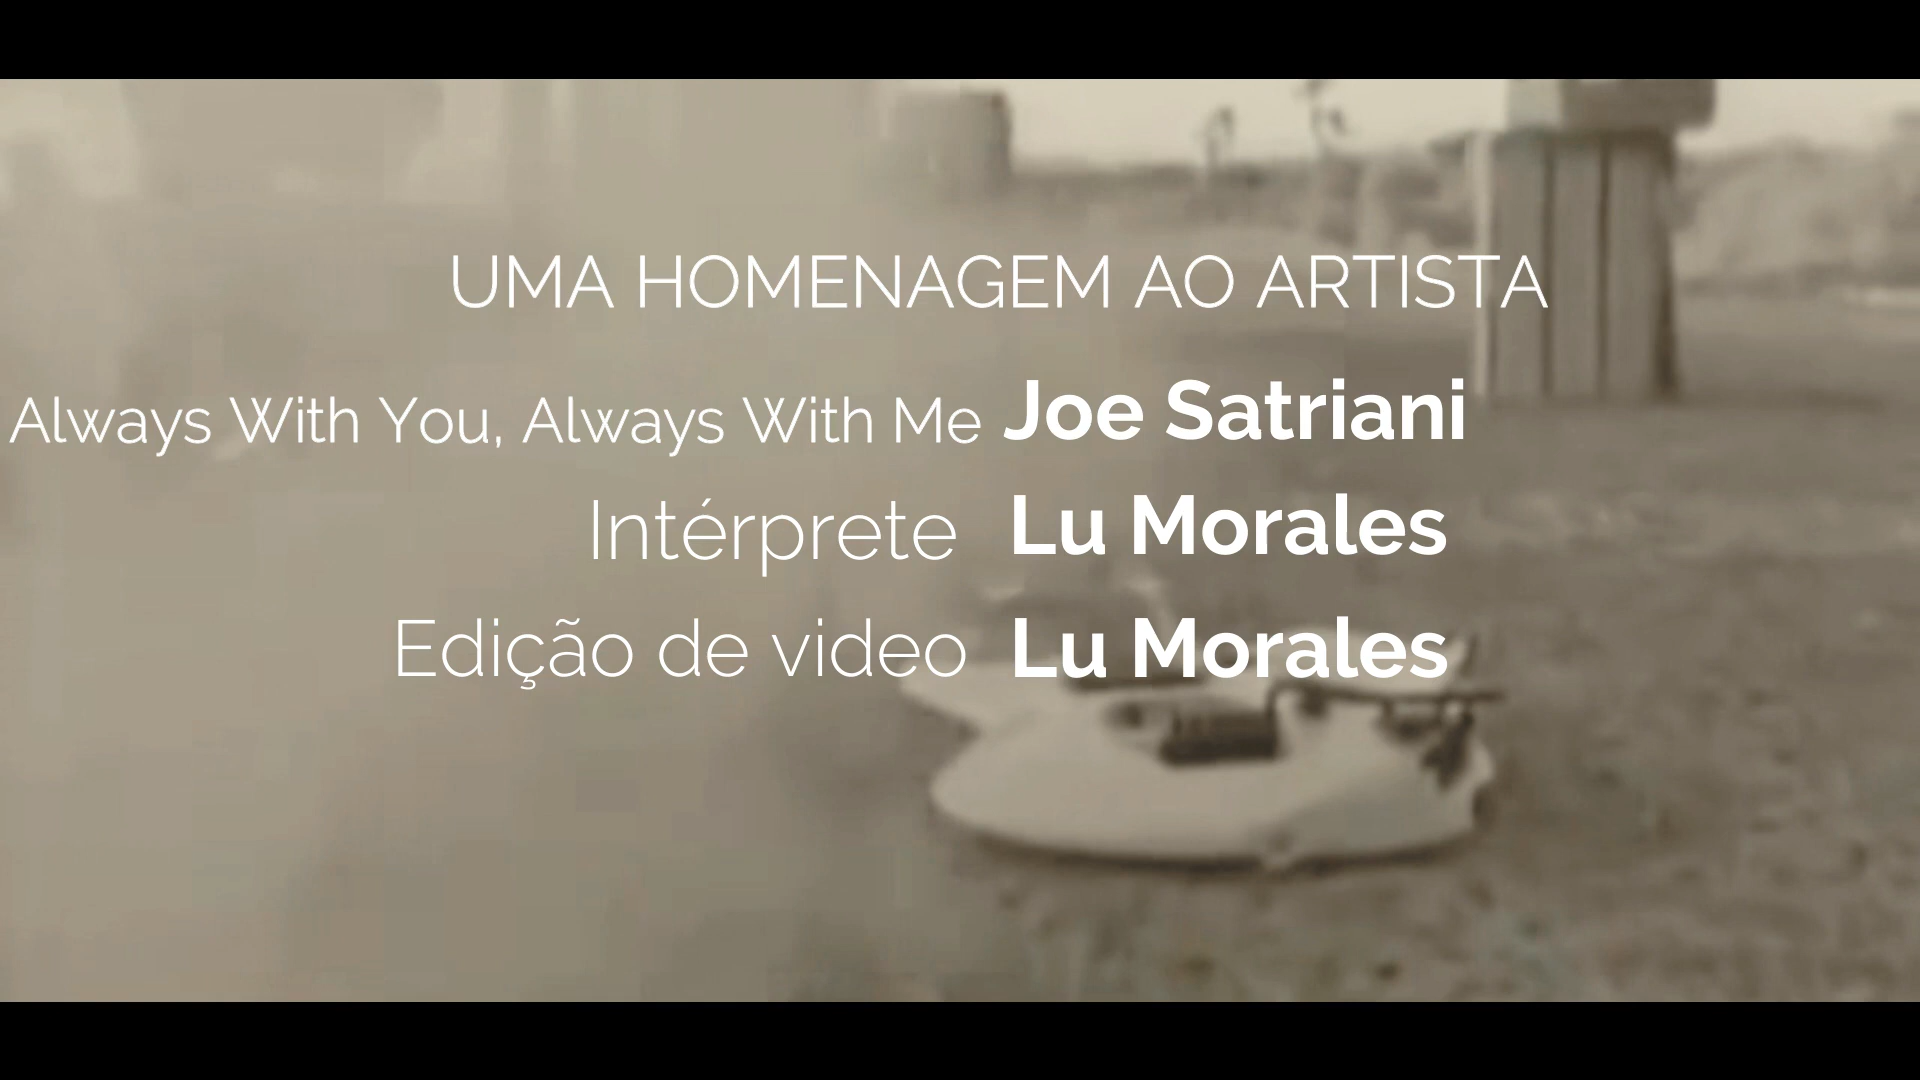 UMA HOMENAGEM AO ARTISTA
Always With You, Always With Me Joe Satriani
Intérprete Lu Morales
Edição de video Lu Morales